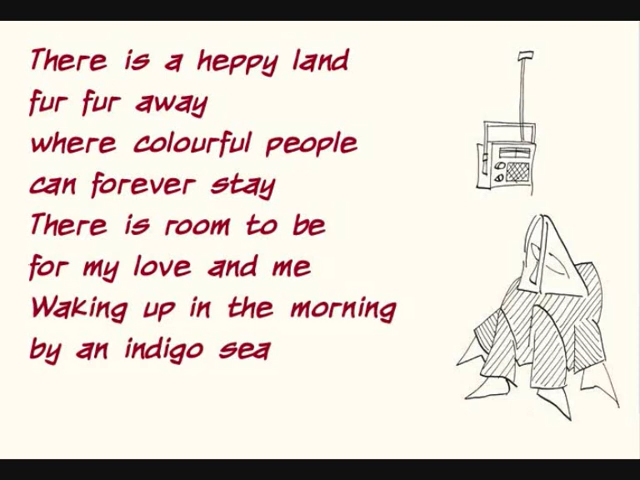 There is a heppy land
fur fur away
where colourful people
can forever stay
There is room to be
for my love and me
Waking up in the morning
by an indigo sea